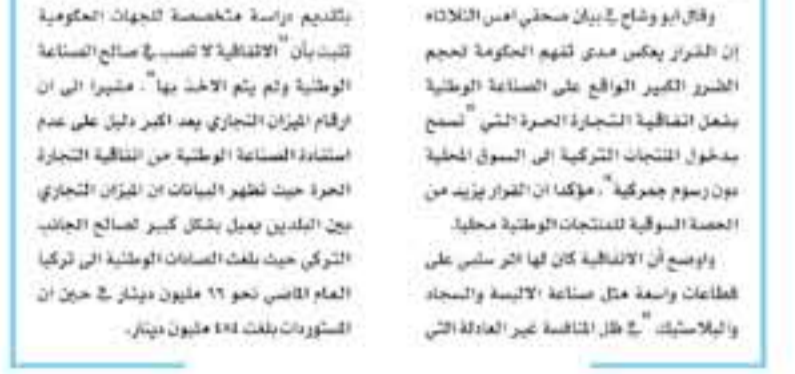 وقال ابو وشاح في بيان صحفي امس الثلاثاء
إن القرار يعكس مدى تفهم الحكومة لحجم
الضرر الكبير الواقع على الصناعة الوطنية
بفعل اتفاقية التجارة الحرة التي "تسمح
بدخول المنتجات التركية إلى السوق المحلية
دون رسوم جمركية"، مؤكدا ان القرار يزيد من
الحصة السوقية للمنتجات الوطنية محليا.
واوضح أن الاتفاقية كان لها اثر سلبي على
قطاعات واسعة مثل صناعة الالبسة والسجاد
والبلاستيك "في ظل المنافسة غير العادلة التي
بتقديم دراسة متخصصة للجهات الحكومية
تثبت بأن "الاتفاقية لا تصب في صالح الصناعة
الوطنية ولم يتم الاخذ بها"، مشيرا الى ان
ارقام الميزان التجاري يعد اكبر دليل على عدم
استفادة الصناعة الوطنية من اتفاقية التجارة
الحرة حيث تظهر البيانات ان الميزان التجاري
بين البلدين يميل بشكل كبير لصالح الجانب
التركي حيث بلغت الصادات الوطنية الى تركيا
العام الماضي نحو ٩٦ مليون دينار في حين ان
المستوردات بلغت ٤٨٤ مليون دينار.